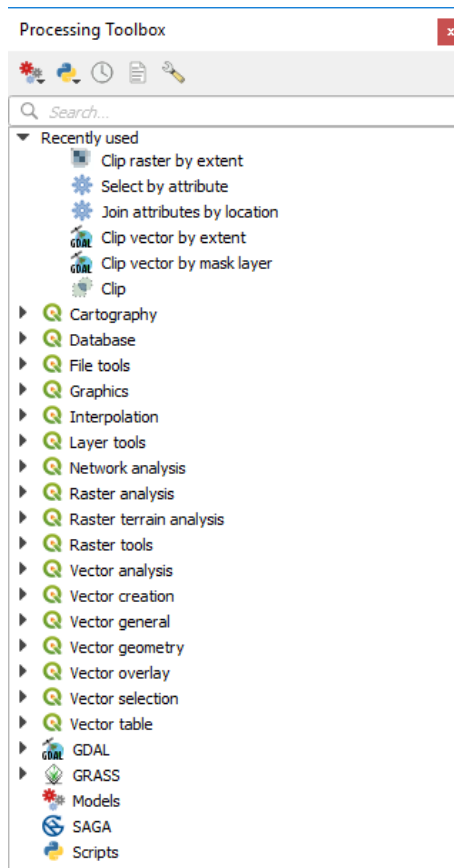 Processing Toolbox
Search...
Recently used
Clip raster by extent
Select by attribute
Join attributes by location
GDAL Clip vector by extent
GDAL Clip vector by mask layer
Clip
Cartography
Database
File tools
Graphics
Interpolation
Layer tools
Network analysis
Raster analysis
Raster terrain analysis
Raster tools
Vector analysis
Vector creation
Vector general
Vector geometry
Vector overlay
Vector selection
Vector table
GDAL GDAL
GRASS
Models
SAGA
Scripts